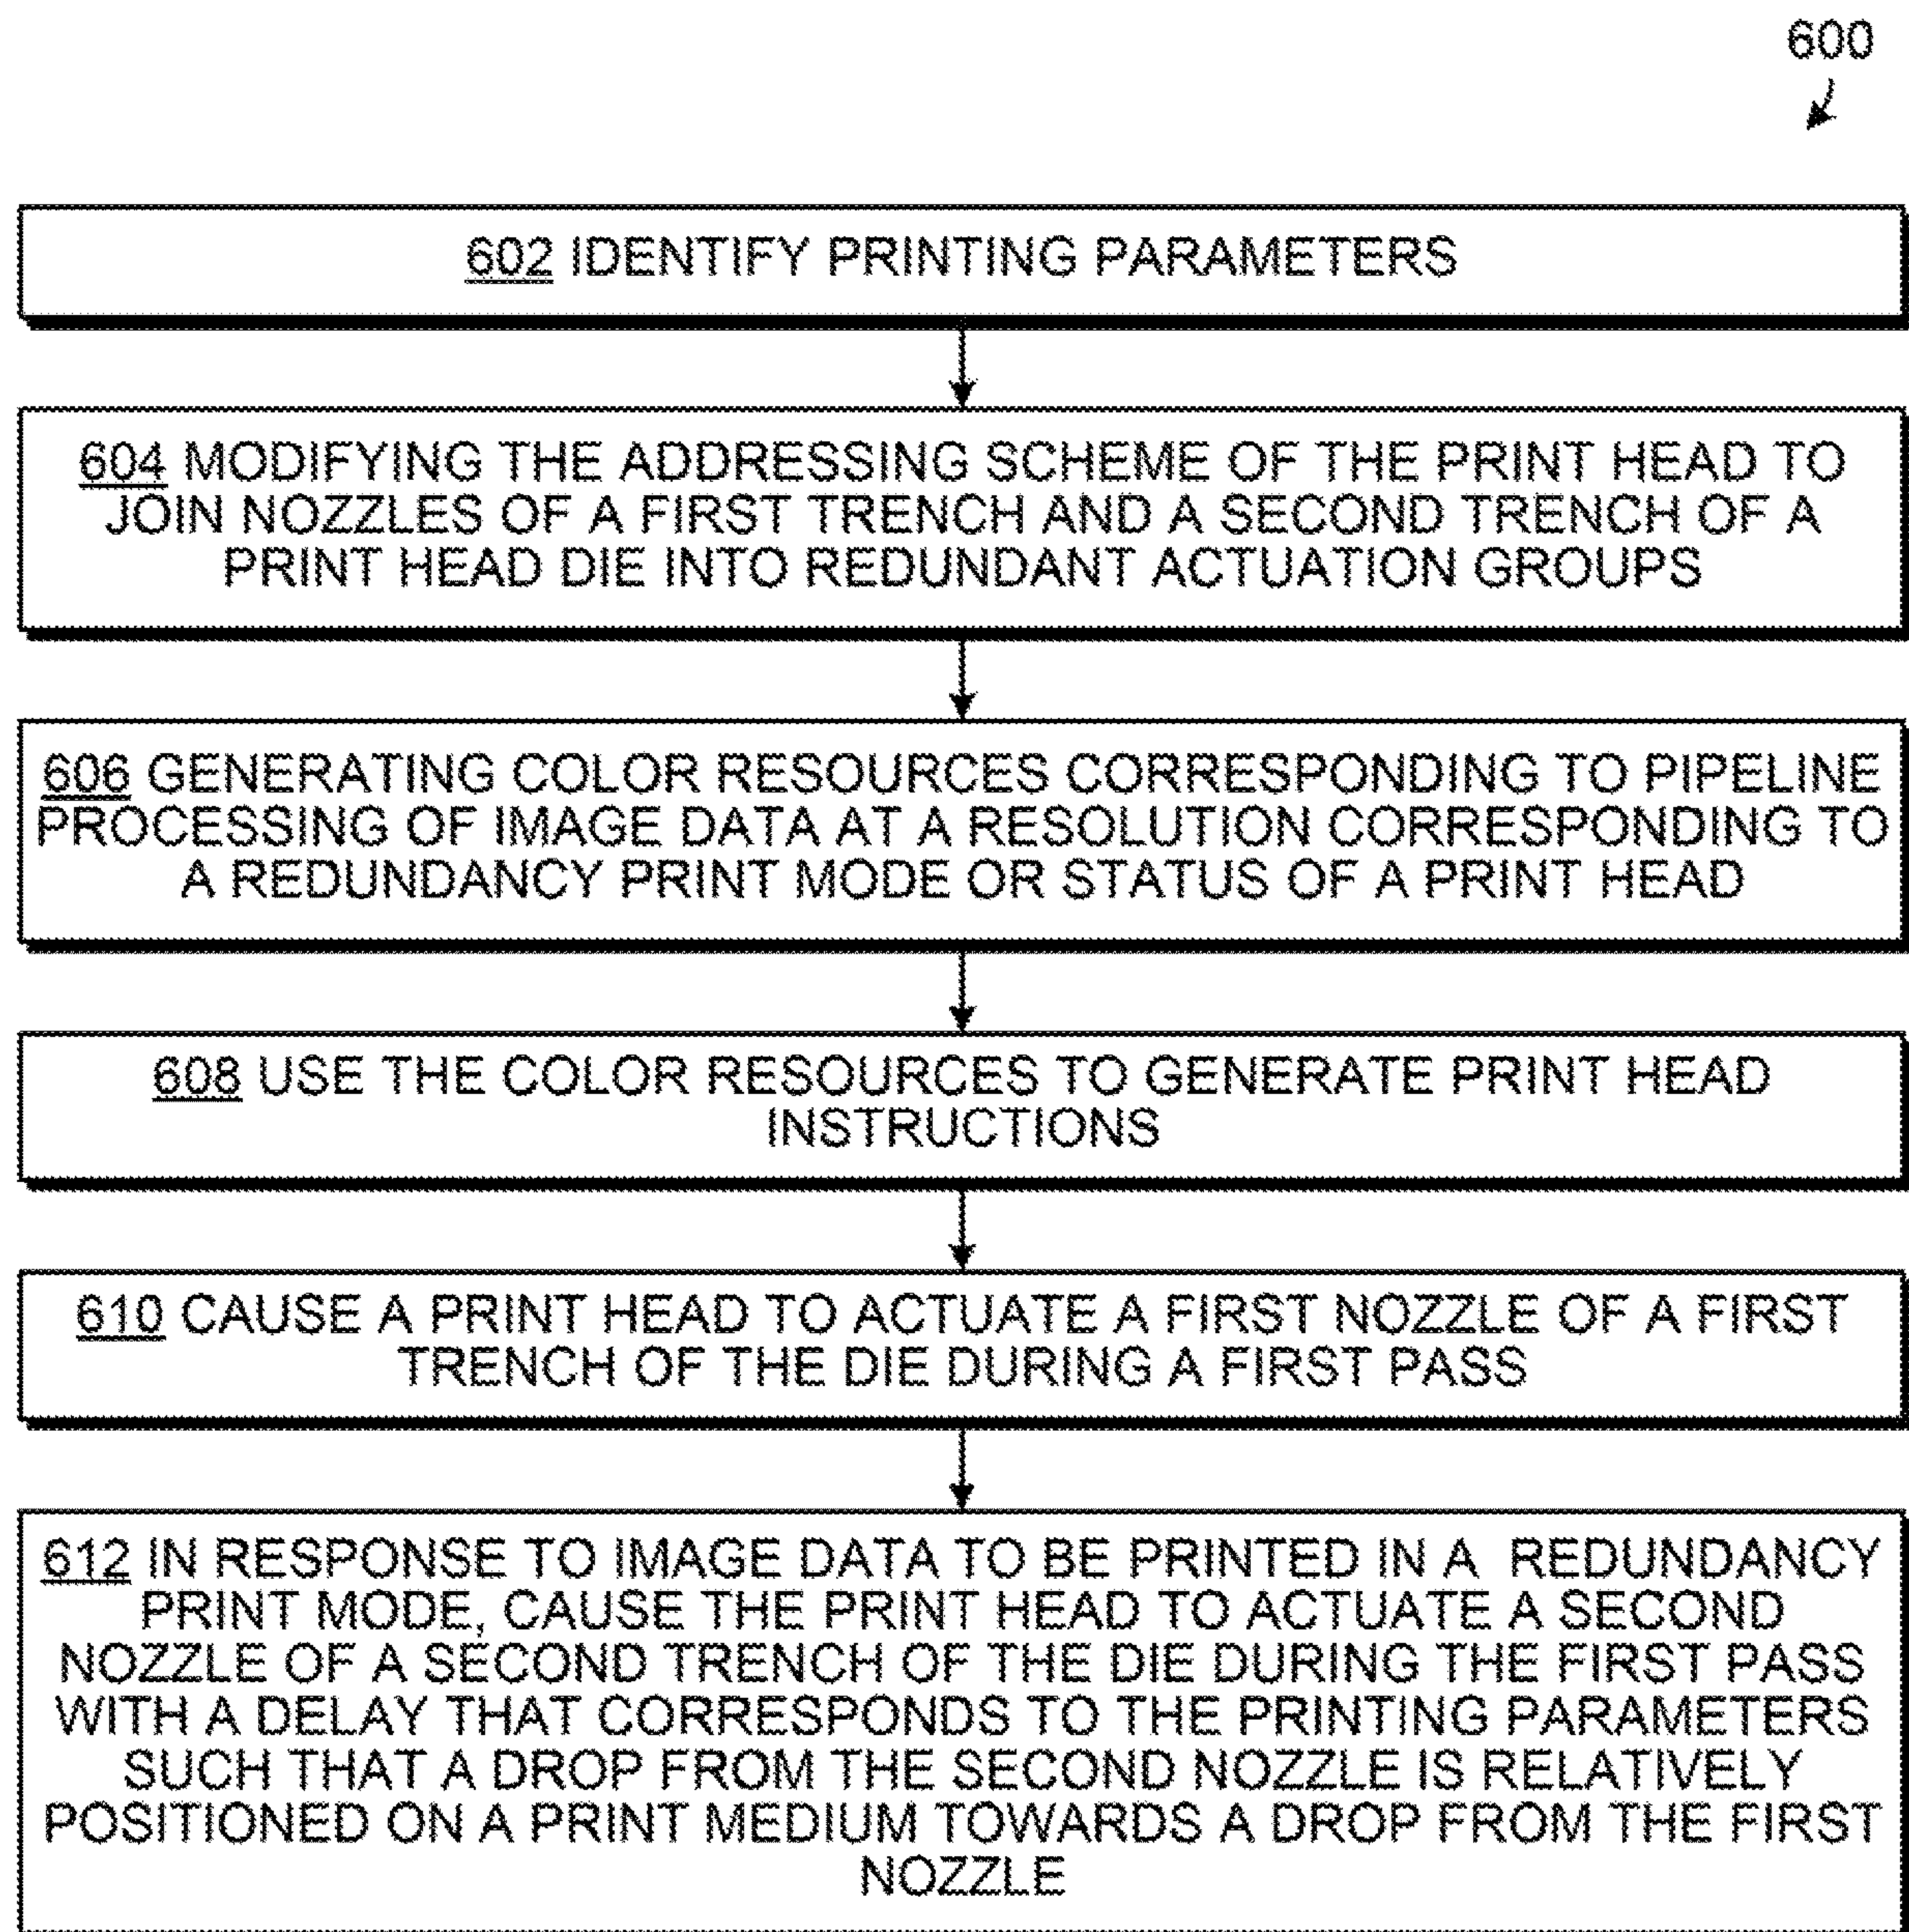 600
602 IDENTIFY PRINTING PARAMETERS
604 MODIFYING THE ADDRESSING SCHEME OF THE PRINT HEAD TO
JOIN NOZZLES OF A FIRST TRENCH AND A SECOND TRENCH OF A
PRINT HEAD DIE INTO REDUNDANT ACTUATION GROUPS
606 GENERATING COLOR RESOURCES CORRESPONDING TO PIPELINE
PROCESSING OF IMAGE DATA AT A RESOLUTION CORRESPONDING TO
A REDUNDANCY PRINT MODE OR STATUS OF A PRINT HEAD
608 USE THE COLOR RESOURCES TO GENERATE PRINT HEAD
INSTRUCTIONS
610 CAUSE A PRINT HEAD TO ACTUATE A FIRST NOZZLE OF A FIRST
TRENCH OF THE DIE DURING A FIRST PASS
612 IN RESPONSE TO IMAGE DATA TO BE PRINTED IN A REDUNDANCY
PRINT MODE, CAUSE THE PRINT HEAD TO ACTUATE A SECOND
NOZZLE OF A SECOND TRENCH OF THE DIE DURING THE FIRST PASS
WITH A DELAY THAT CORRESPONDS TO THE PRINTING PARAMETERS
SUCH THAT A DROP FROM THE SECOND NOZZLE IS RELATIVELY
POSITIONED ON A PRINT MEDIUM TOWARDS A DROP FROM THE FIRST
NOZZLE